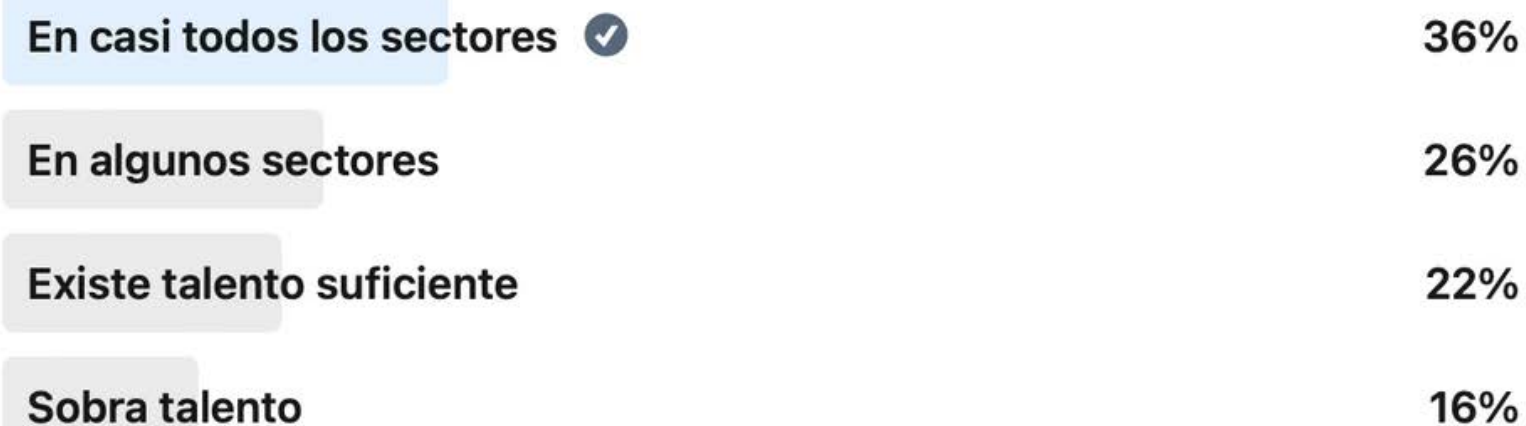 En casi todos los sectores 36%
En algunos sectores 26%
Existe talento suficiente 22%
Sobra talento 16%